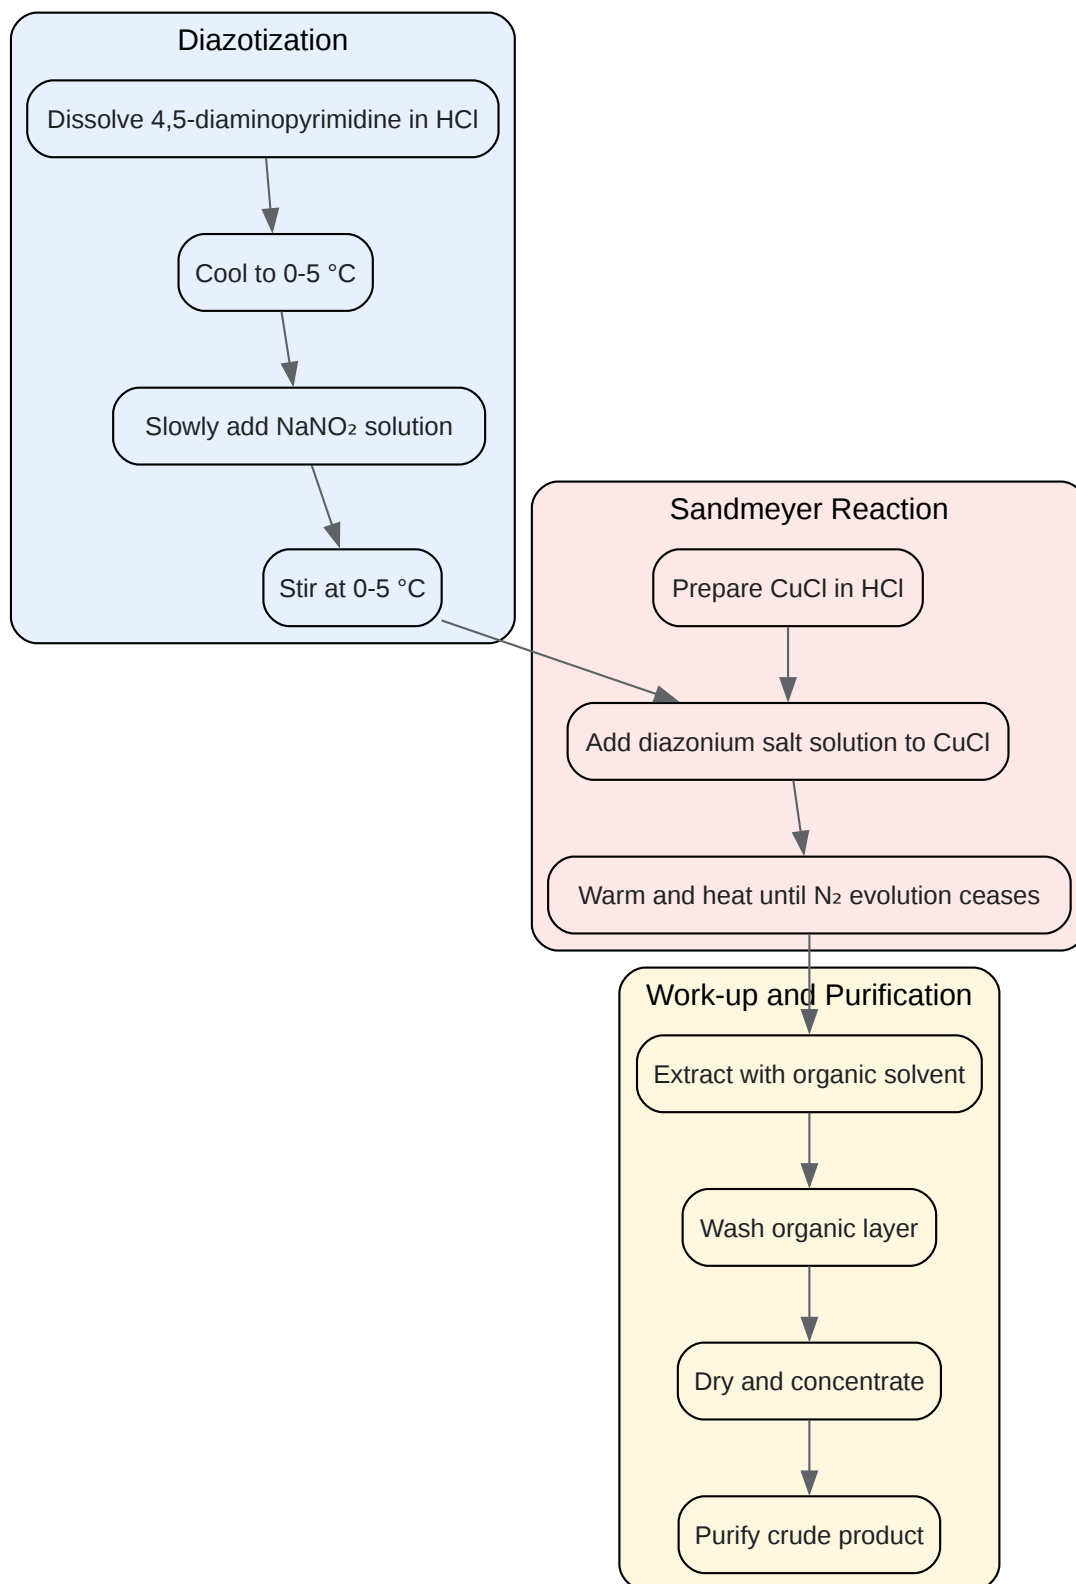 Diazotization
Dissolve 4,5-diaminopyrimidine in HCl
Cool to 0-5 °C
Slowly add NaNO₂ solution
Stir at 0-5 °C
Sandmeyer Reaction
Prepare CuCl in HCl
Add diazonium salt solution to CuCl
Warm and heat until N₂ evolution ceases
Work-up and Purification
Extract with organic solvent
Wash organic layer
Dry and concentrate
Purify crude product